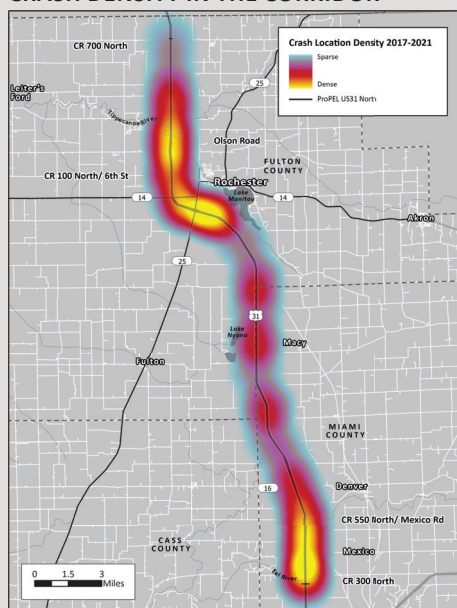 CRASH DENSITY IN THE CORRIDOR
CR 700 North
Crash Location Density 2017-2021
Sparse
Dense
ProPEL US31 North
25
Leiter's
Ford
Tippecanoe River
Olson Road
FULTON
COUNTY
CR 100 North/ 6th St
Rochester
Lake
Manitou
14
14
Akron
25
31
Lake
Nyona
Macy
Fulton
MIAMI
COUNTY
16
Denver
CR 550 North/ Mexico Rd
CASS
COUNTY
Mexico
Eel River
CR 300 North
0 1.5 3
Miles